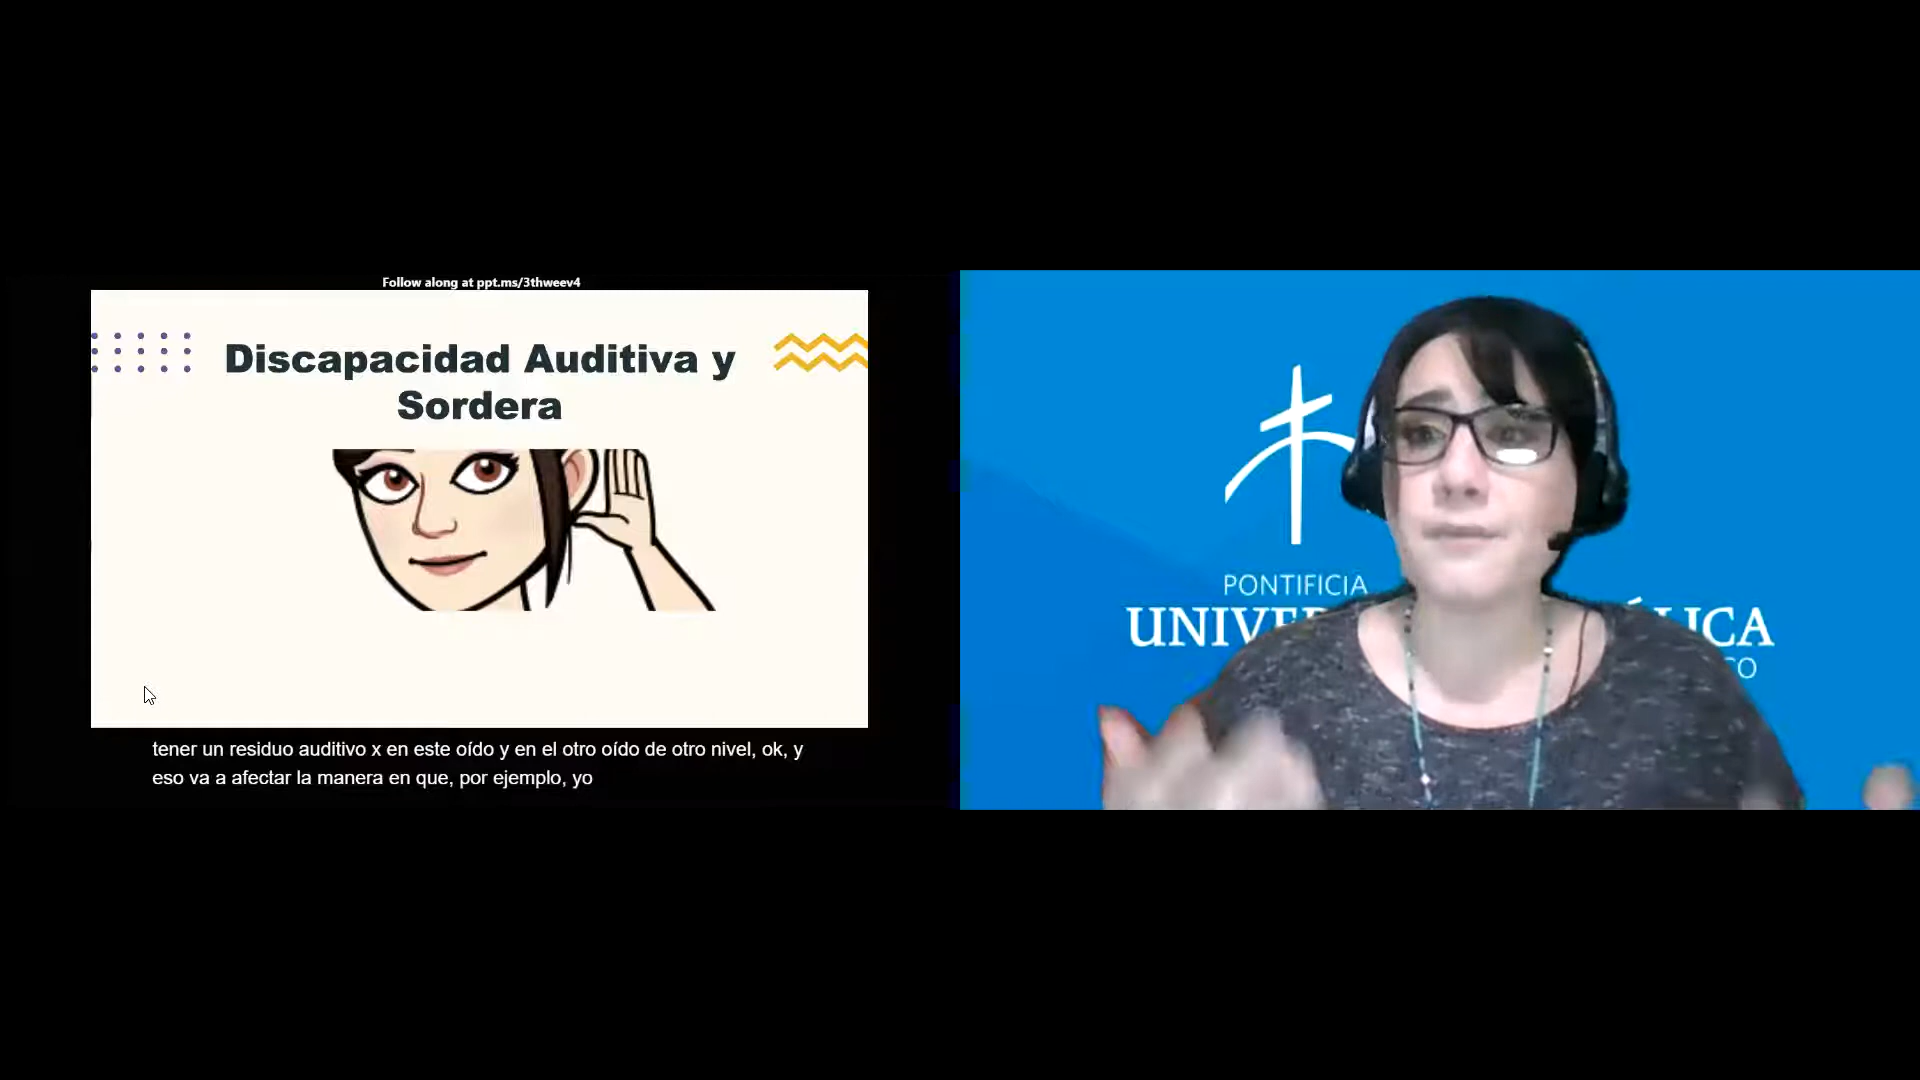 Follow along at ppt.ms/3thweev4
Discapacidad Auditiva y
Sordera
tener un residuo auditivo x en este oído y en el otro oído de otro nivel, ok, y
eso va a afectar la manera en que, por ejemplo, yo
PONTIFICIA